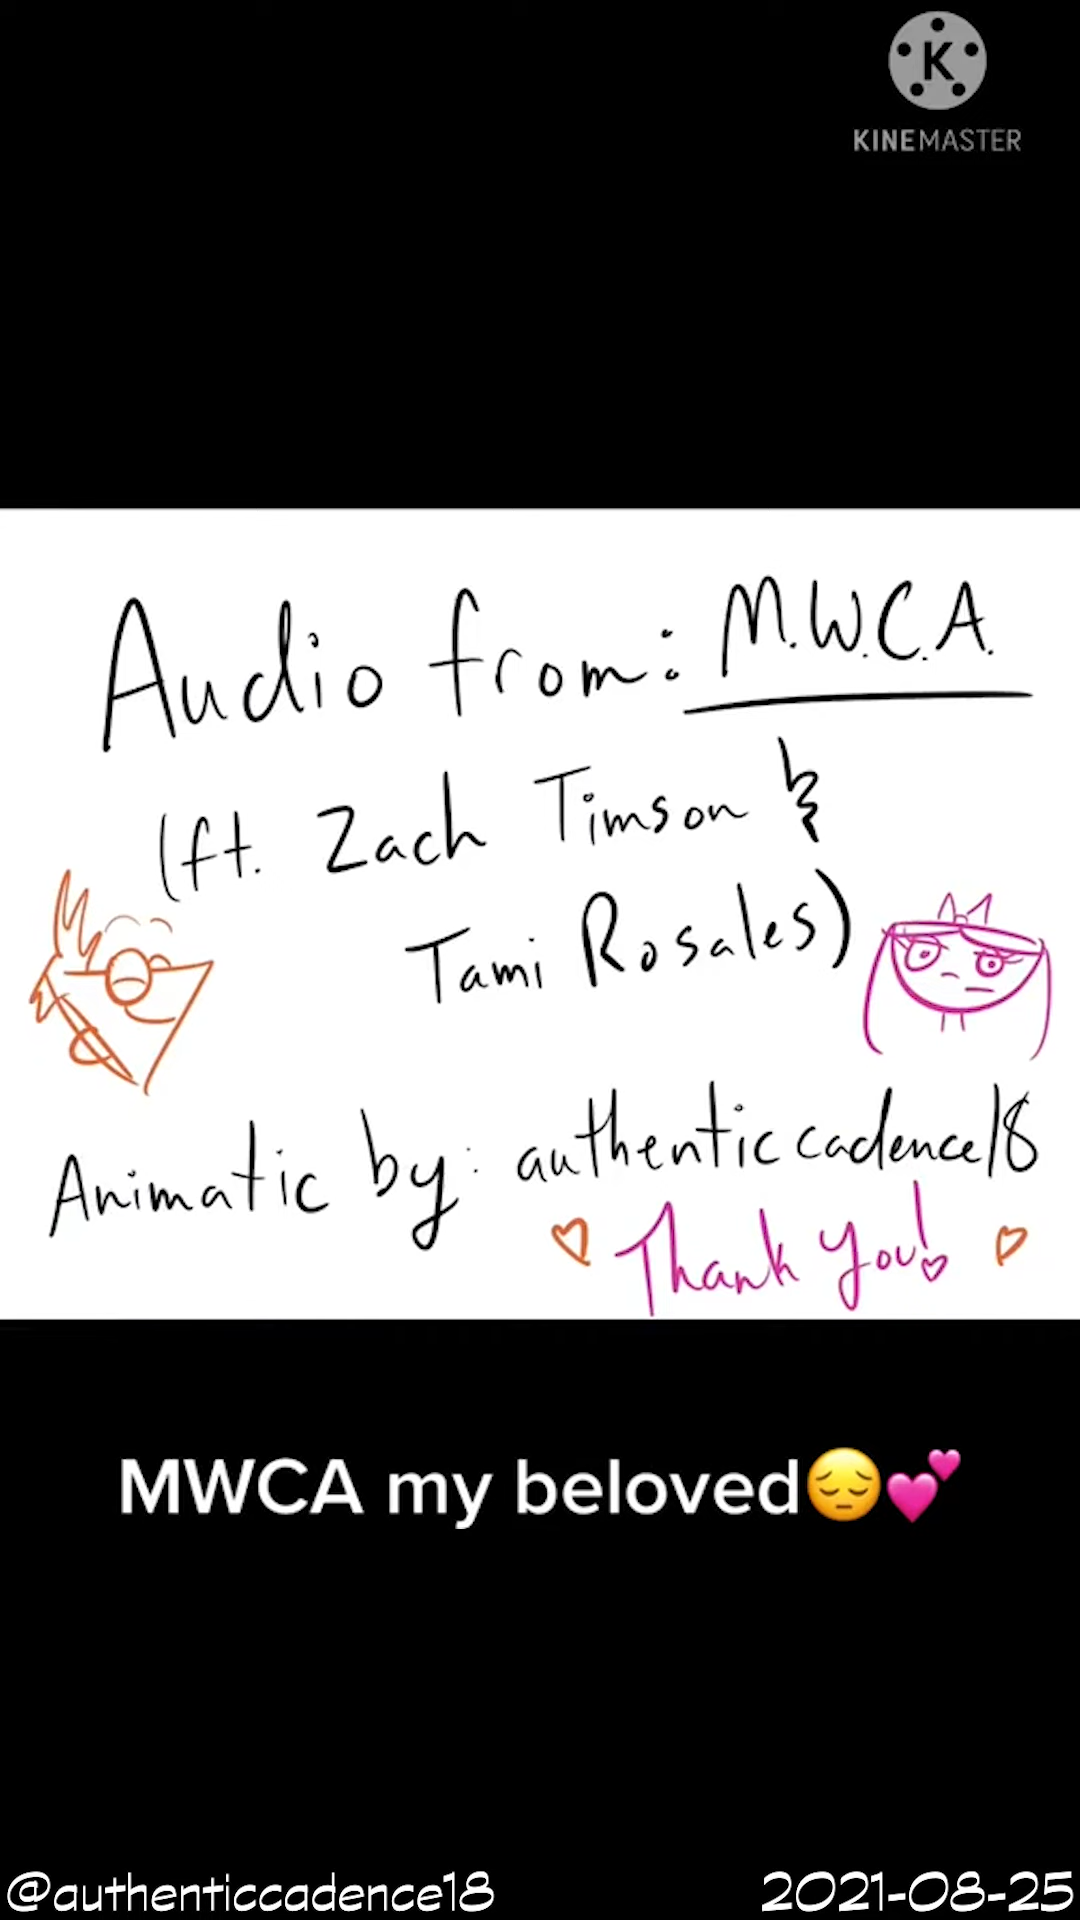 K
KINEMASTER
Audio from: M.W.C.A.
(ft. Zach Timson &
Tami Rosales)
Animatic by: authenticcadence18
Thank you!
MWCA my beloved😔💕
@authenticcadence18
2021-08-25